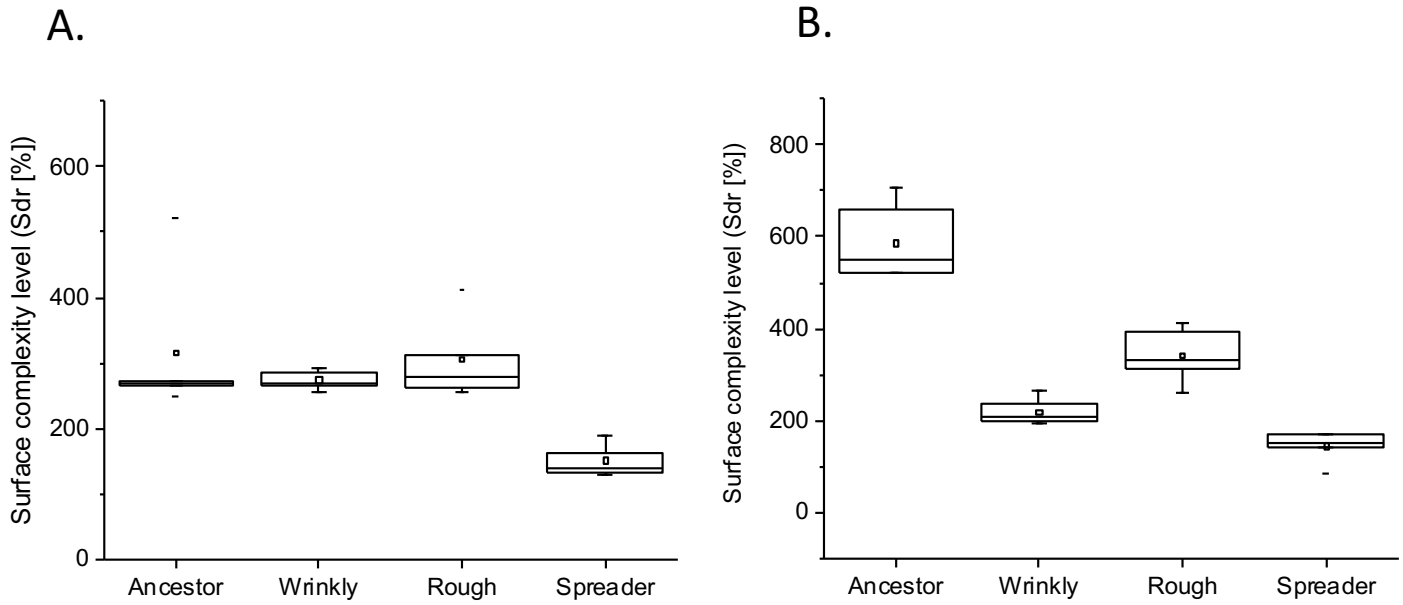 A.
Surface complexity level (Sdr [%])
600
400
200
0
Ancestor Wrinkly Rough Spreader
B.
Surface complexity level (Sdr [%])
800
600
400
200
0
Ancestor Wrinkly Rough Spreader